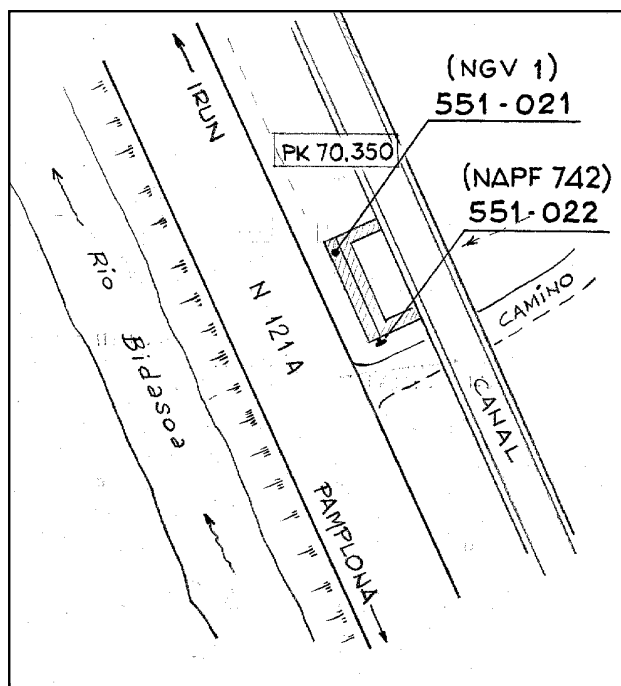 (NGV 1)
551-021
IRUN
PK 70.350
(NAPF 742)
551-022
Rio
Bidasoa
N 121 A
CAMINO
CANAL
PAMPLONA